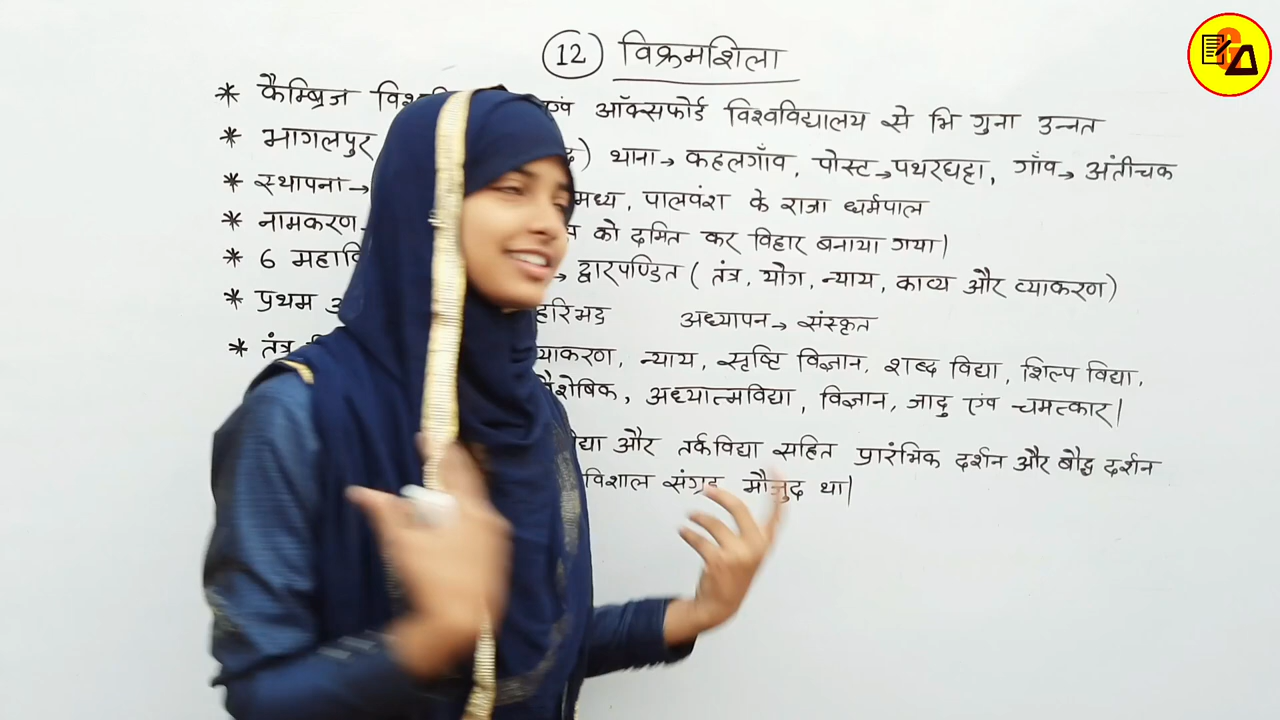 12 विक्रमशिला
* कैम्ब्रिज एवं ऑक्सफोर्ड विश्वविद्यालय से भि गुना उन्नत
* भागलपुर थाना→ कहलगाँव, पोस्ट→पथरघट्टा, गाँव→ अंतीचक
* स्थापना→ मध्य, पालवंश के राजा धर्मपाल
* नामकरण को दमित कर विहार बनाया गया|
* 6 → द्वारपण्डित ( तंत्र, योग, न्याय, काव्य और व्याकरण)
* प्रथम हरिभद्र अध्यापन→ संस्कृत
* तंत्र याकरण, न्याय, सृष्टि विज्ञान, शब्द विद्या, शिल्प विद्या,
वैशेषिक, अध्यात्मविद्या, विज्ञान, जादु एंव चमत्कार|
और तर्कविद्या सहित प्रारंभिक दर्शन और बौद्ध दर्शन
विशाल संग्रह मौजुद था|